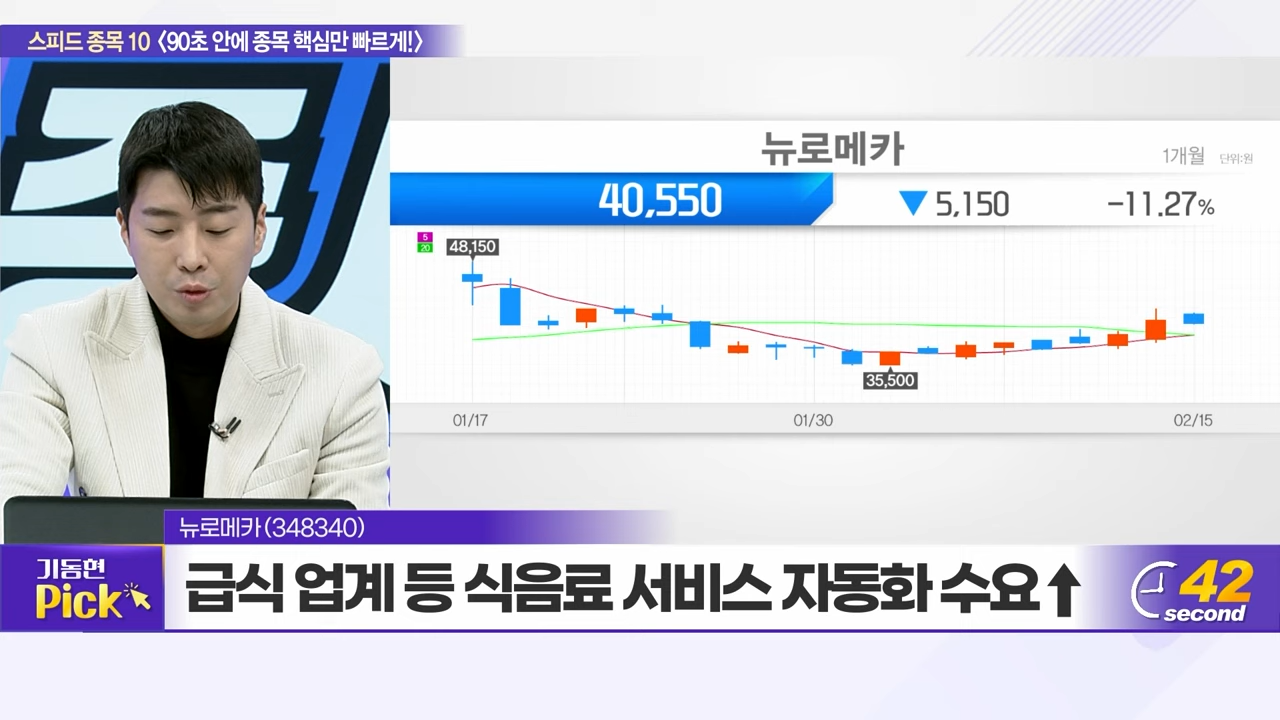 스피드 종목 10 〈90초 안에 종목 핵심만 빠르게!〉
뉴로메카
1개월 단위:원
40,550 ▼ 5,150 -11.27%
5
20
48,150
35,500
01/17 01/30 02/15
뉴로메카(348340)
기동현
Pick
급식 업계 등 식음료 서비스 자동화 수요↑
42
second